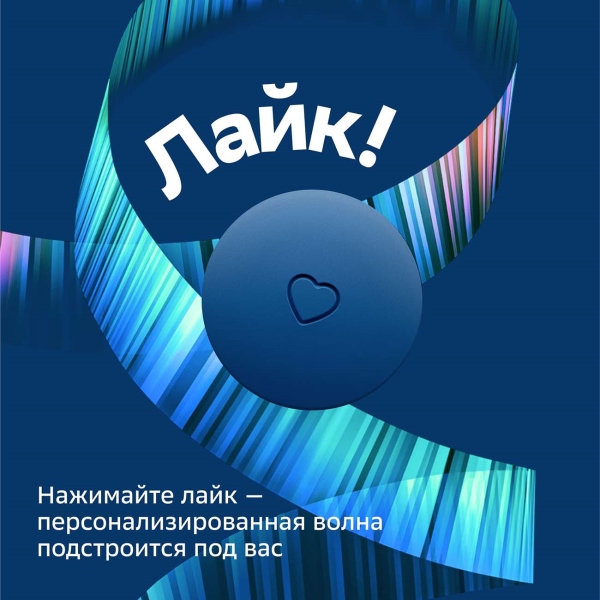 Лайк!
Нажимайте лайк —
персонализированная волна
подстроится под вас